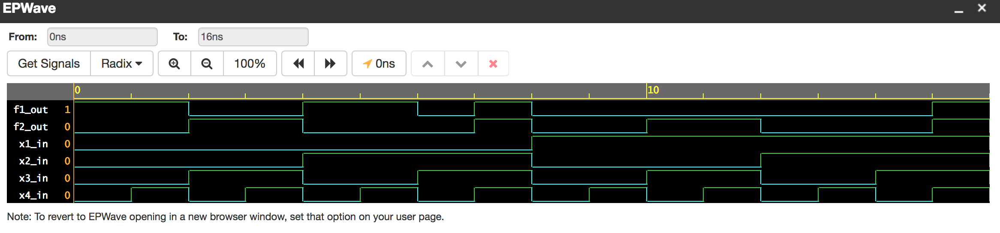 EPWave
From: 0ns To: 16ns
Get Signals Radix 100% 0ns
0 10
f1_out 1
f2_out 0
x1_in 0
x2_in 0
x3_in 0
x4_in 0
Note: To revert to EPWave opening in a new browser window, set that option on your user page.